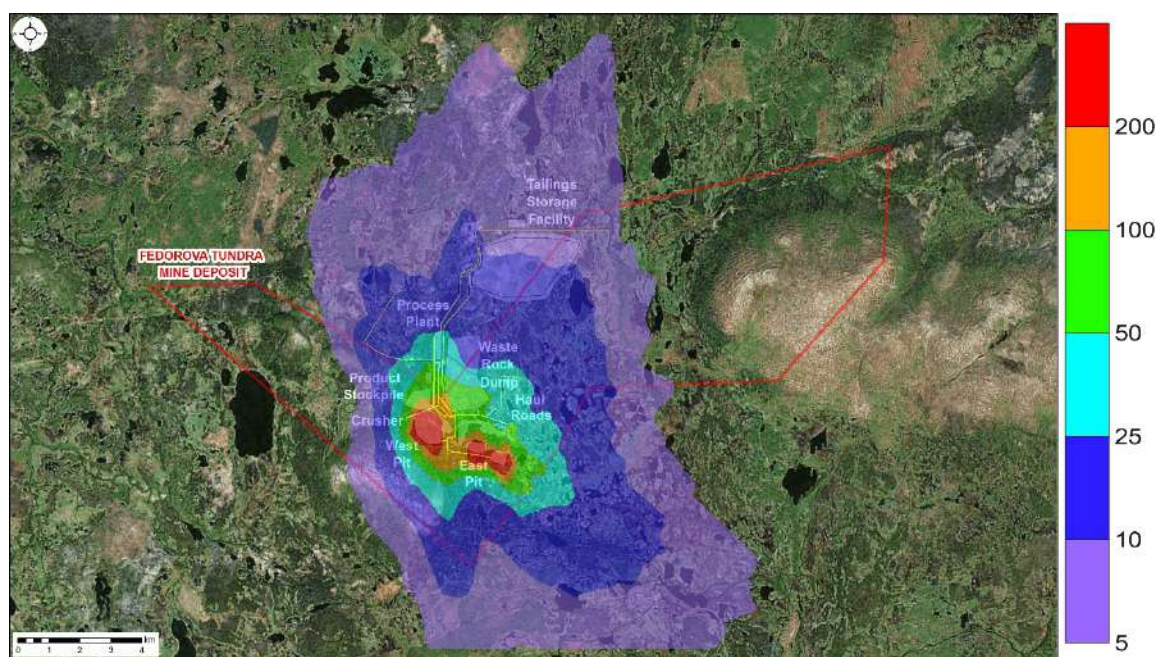 Tailings
Storage
Facility
FEDOROVA TUNDRA
MINE DEPOSIT
Process
Plant
Waste
Rock
Dump
Product
Stockpile
Haul
Roads
Crusher
West
Pit
East
Pit
0 1 2 3 4 km
200
100
50
25
10
5